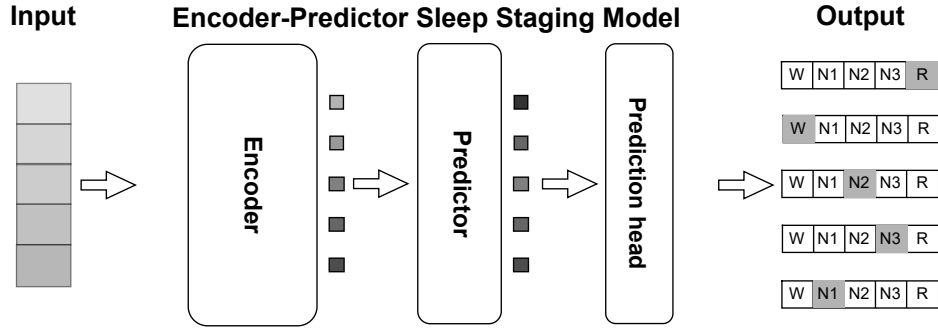 Input
Encoder-Predictor Sleep Staging Model
Output
Encoder
Predictor
Prediction head
W N1 N2 N3 R
W N1 N2 N3 R
W N1 N2 N3 R
W N1 N2 N3 R
W N1 N2 N3 R